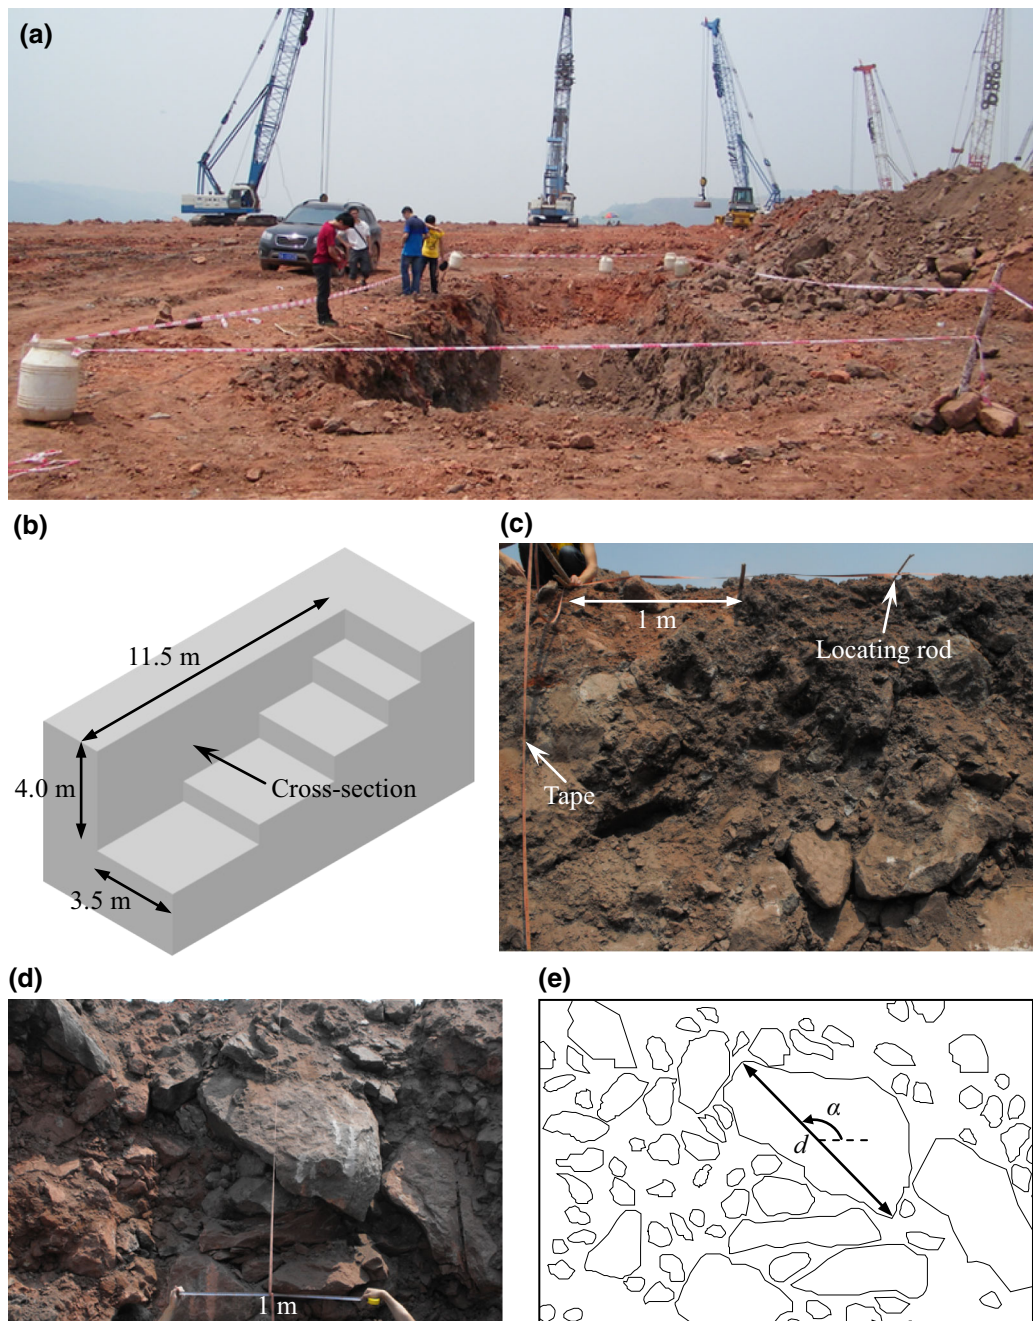 (a)
(b)
11.5 m
4.0 m
Cross-section
3.5 m
(c)
1 m
Locating rod
Tape
(d)
1 m
(e)
α
d